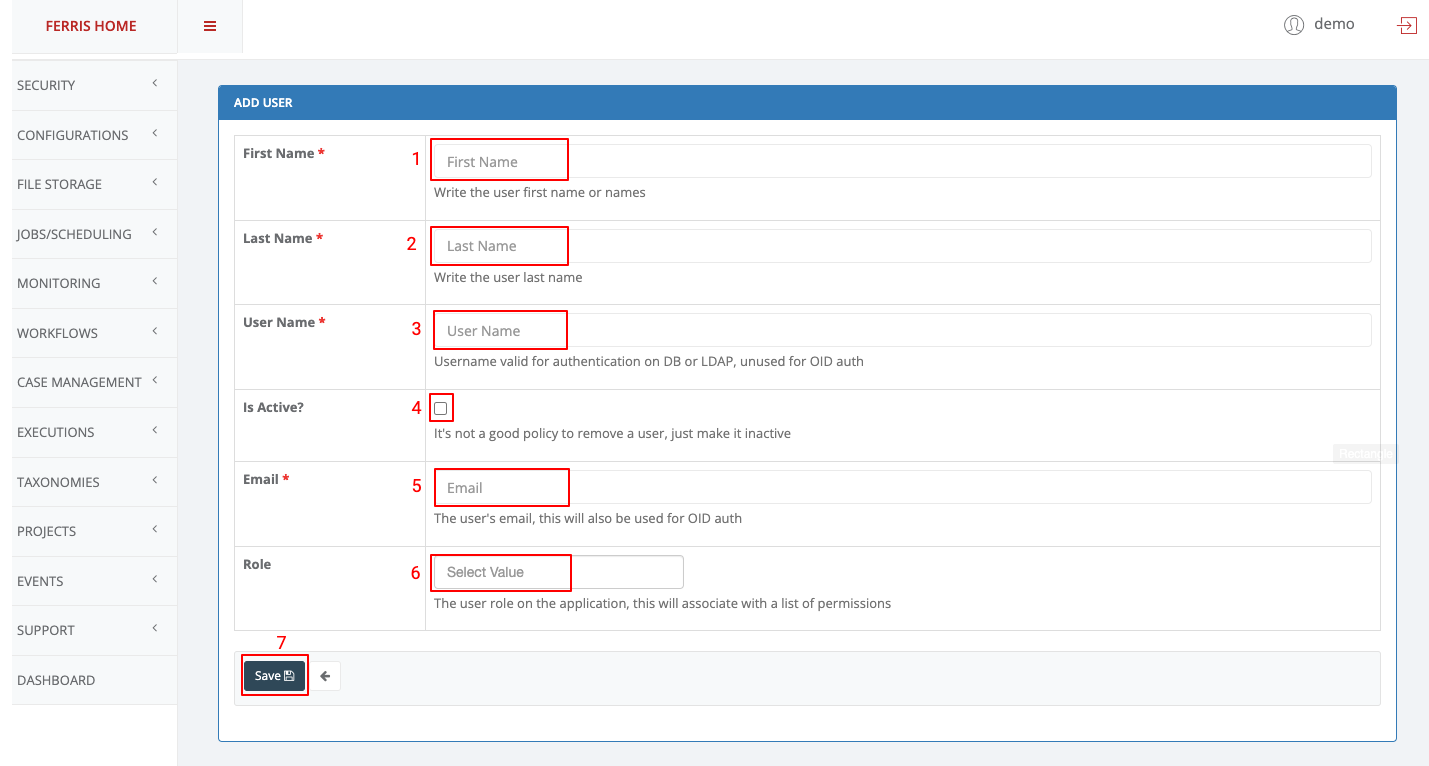 FERRIS HOME
demo
SECURITY
CONFIGURATIONS
FILE STORAGE
JOBS/SCHEDULING
MONITORING
WORKFLOWS
CASE MANAGEMENT
EXECUTIONS
TAXONOMIES
PROJECTS
EVENTS
SUPPORT
DASHBOARD
ADD USER
First Name *
1
First Name
Write the user first name or names
Last Name *
2
Last Name
Write the user last name
User Name *
3
User Name
Username valid for authentication on DB or LDAP, unused for OID auth
Is Active?
4
It's not a good policy to remove a user, just make it inactive
Rectangle
Email *
5
Email
The user's email, this will also be used for OID auth
Role
6
Select Value
The user role on the application, this will associate with a list of permissions
7
Save